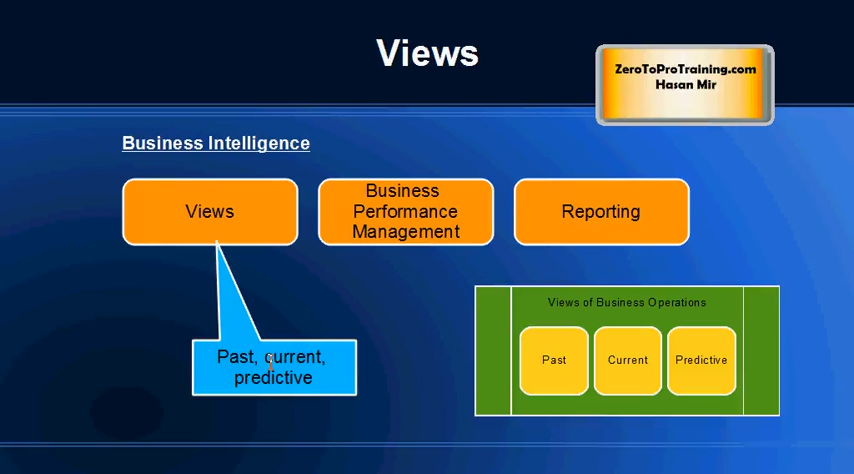 Views
ZeroToProTraining.com
Hasan Mir
Business Intelligence
Views
Business
Performance
Management
Reporting
Past, current,
predictive
Views of Business Operations
Past
Current
Predictive